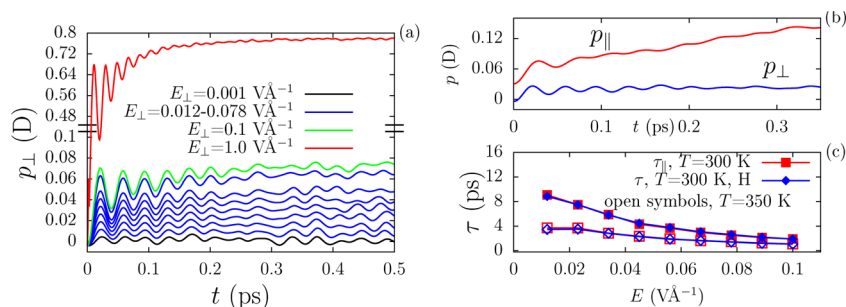 (a)
0.8
0.72
0.64
0.56
0.48
0.1
0.08
0.06
0.04
0.02
0
p⊥ (D)
E⊥=0.001 VÅ⁻¹
E⊥=0.012-0.078 VÅ⁻¹
E⊥=0.1 VÅ⁻¹
E⊥=1.0 VÅ⁻¹
0 0.1 0.2 0.3 0.4 0.5
t (ps)
(b)
0.12
0.06
0
p (D)
p∥
p⊥
0 0.1 t (ps) 0.2 0.3
(c)
16
12
8
4
0
τ (ps)
τ∥, T=300 K
τ, T=300 K, H
open symbols, T=350 K
0 0.02 0.04 0.06 0.08 0.1
E (VÅ⁻¹)